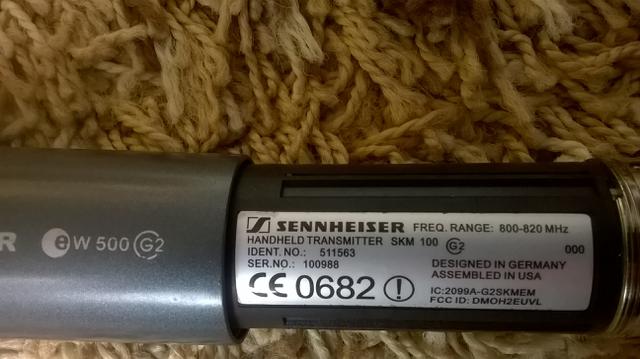 R ew 500 G2
SENNHEISER FREQ. RANGE: 800-820 MHz
HANDHELD TRANSMITTER SKM 100 G2 000
IDENT. NO.: 511563
SER.NO.: 100988
DESIGNED IN GERMANY
ASSEMBLED IN USA
CE 0682 !
IC:2099A-G2SKMEM
FCC ID: DMOH2EUVL